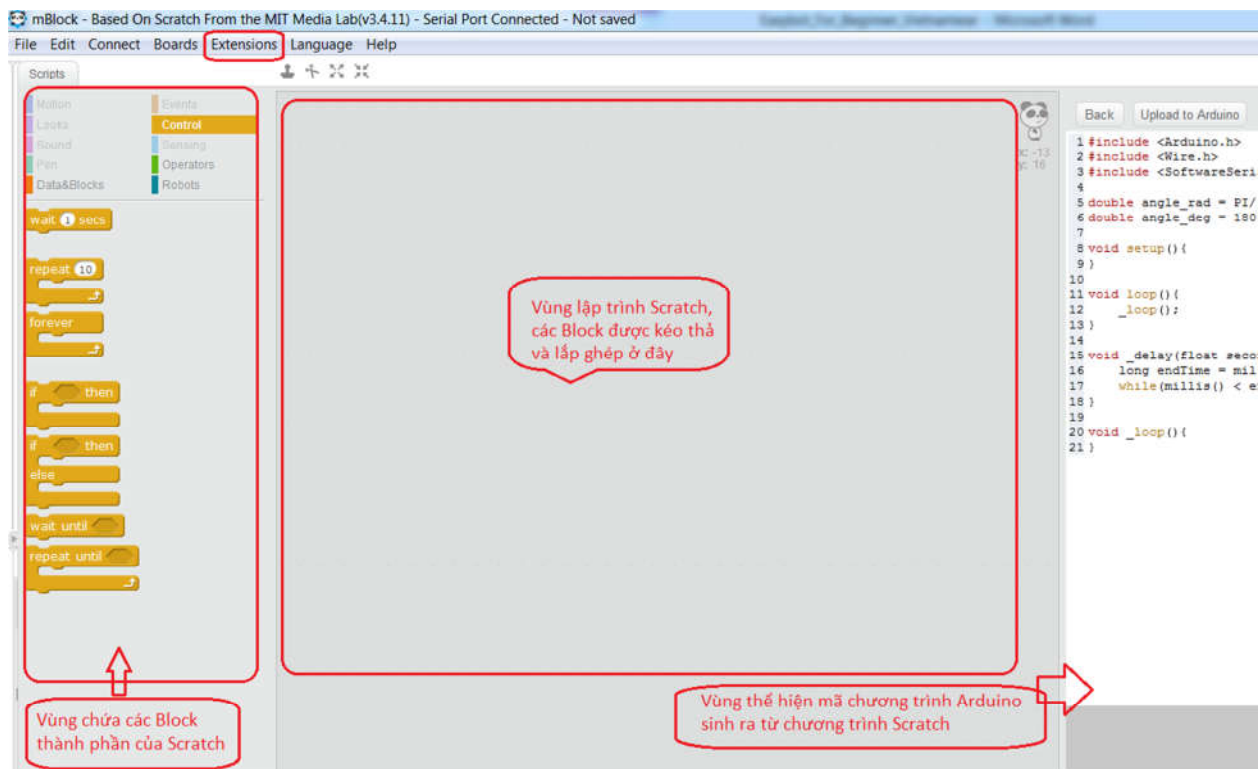 mBlock - Based On Scratch From the MIT Media Lab(v3.4.11) - Serial Port Connected - Not saved
File Edit Connect Boards Extensions Language Help
Scripts
Motion Events
Looks Control
Sound Sensing
Pen Operators
Data&Blocks Robots
wait 1 secs
repeat 10
forever
if then
if then
else
wait until
repeat until
Vùng chứa các Block
thành phần của Scratch
Vùng lập trình Scratch,
các Block được kéo thả
và lắp ghép ở đây
x: -13
y: 16
Vùng thể hiện mã chương trình Arduino
sinh ra từ chương trình Scratch
Back Upload to Arduino
1 #include <Arduino.h>
2 #include <Wire.h>
3 #include <SoftwareSeri
4
5 double angle_rad = PI/
6 double angle_deg = 180
7
8 void setup(){
9 }
10
11 void loop(){
12 _loop();
13 }
14
15 void _delay(float seco
16 long endTime = mil
17 while(millis() < e
18 }
19
20 void _loop(){
21 }